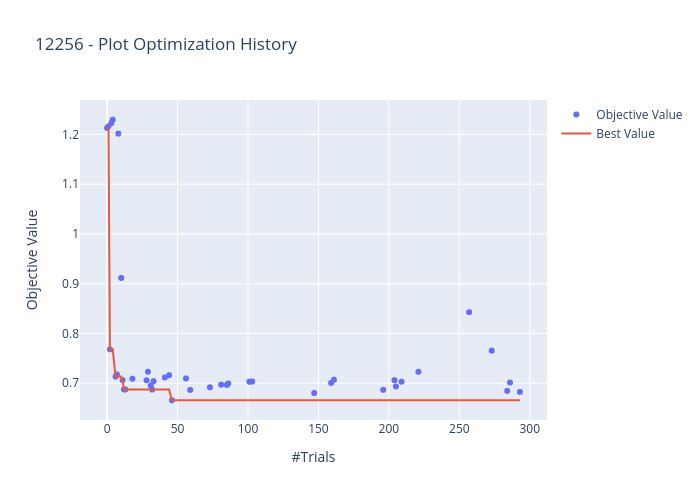 12256 - Plot Optimization History
Objective Value
Best Value
Objective Value
1.2
1.1
1
0.9
0.8
0.7
0
50
100
150
200
250
300
#Trials